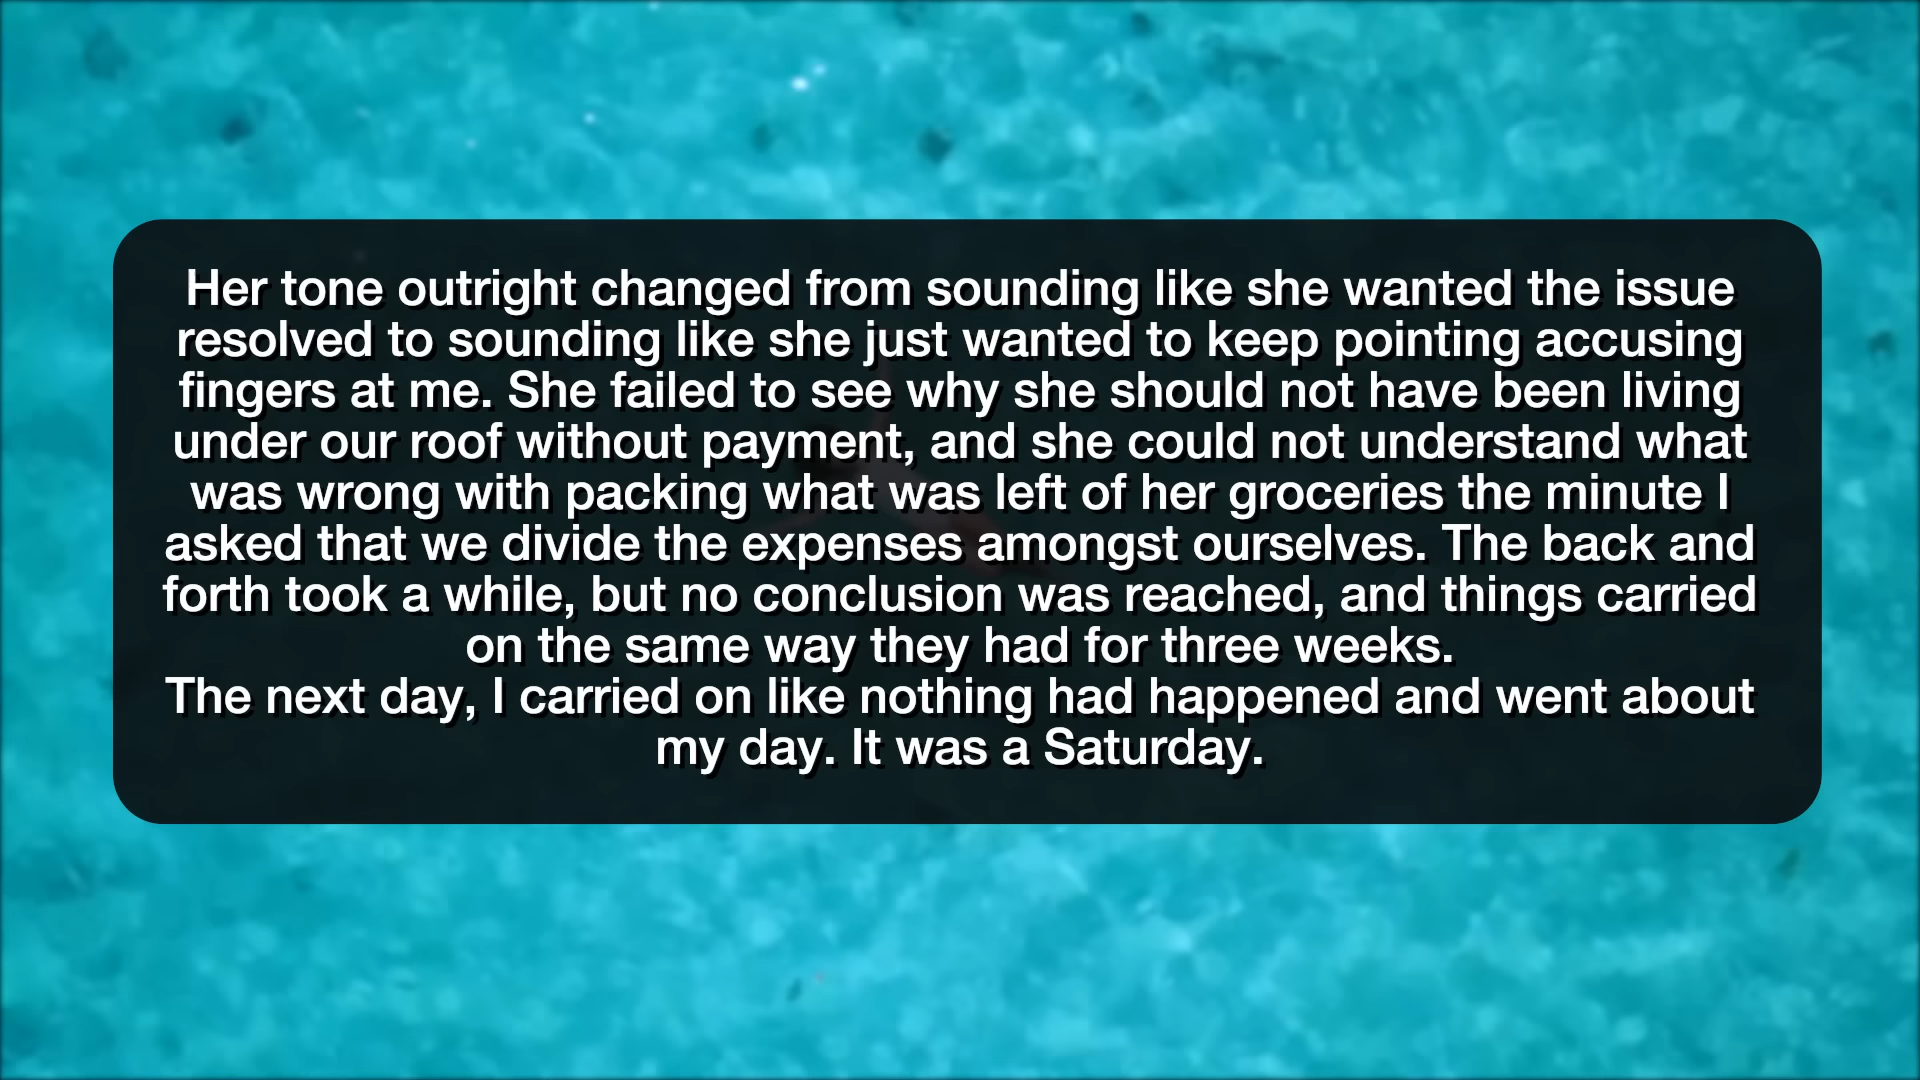 Her tone outright changed from sounding like she wanted the issue
resolved to sounding like she just wanted to keep pointing accusing
fingers at me. She failed to see why she should not have been living
under our roof without payment, and she could not understand what
was wrong with packing what was left of her groceries the minute I
asked that we divide the expenses amongst ourselves. The back and
forth took a while, but no conclusion was reached, and things carried
on the same way they had for three weeks.
The next day, I carried on like nothing had happened and went about
my day. It was a Saturday.